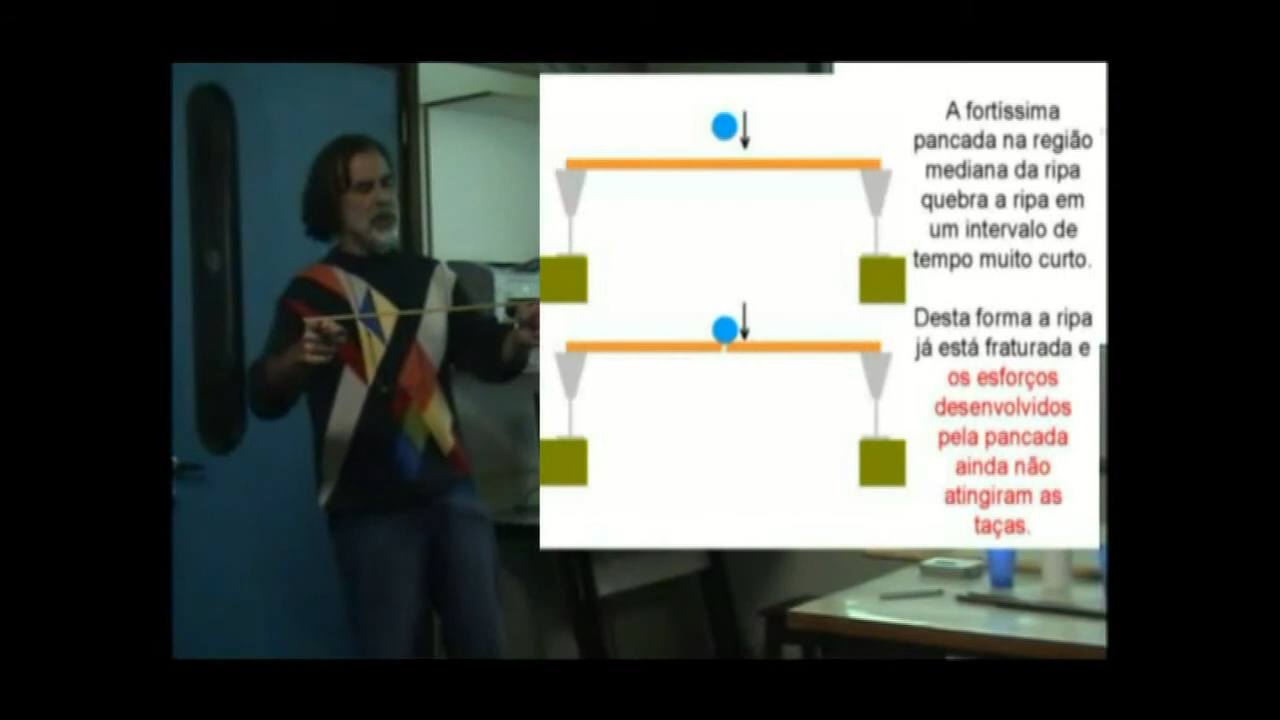 A fortíssima
pancada na região
mediana da ripa
quebra a ripa em
um intervalo de
tempo muito curto.
Desta forma a ripa
já está fraturada e
os esforços
desenvolvidos
pela pancada
ainda não
atingiram as
taças.